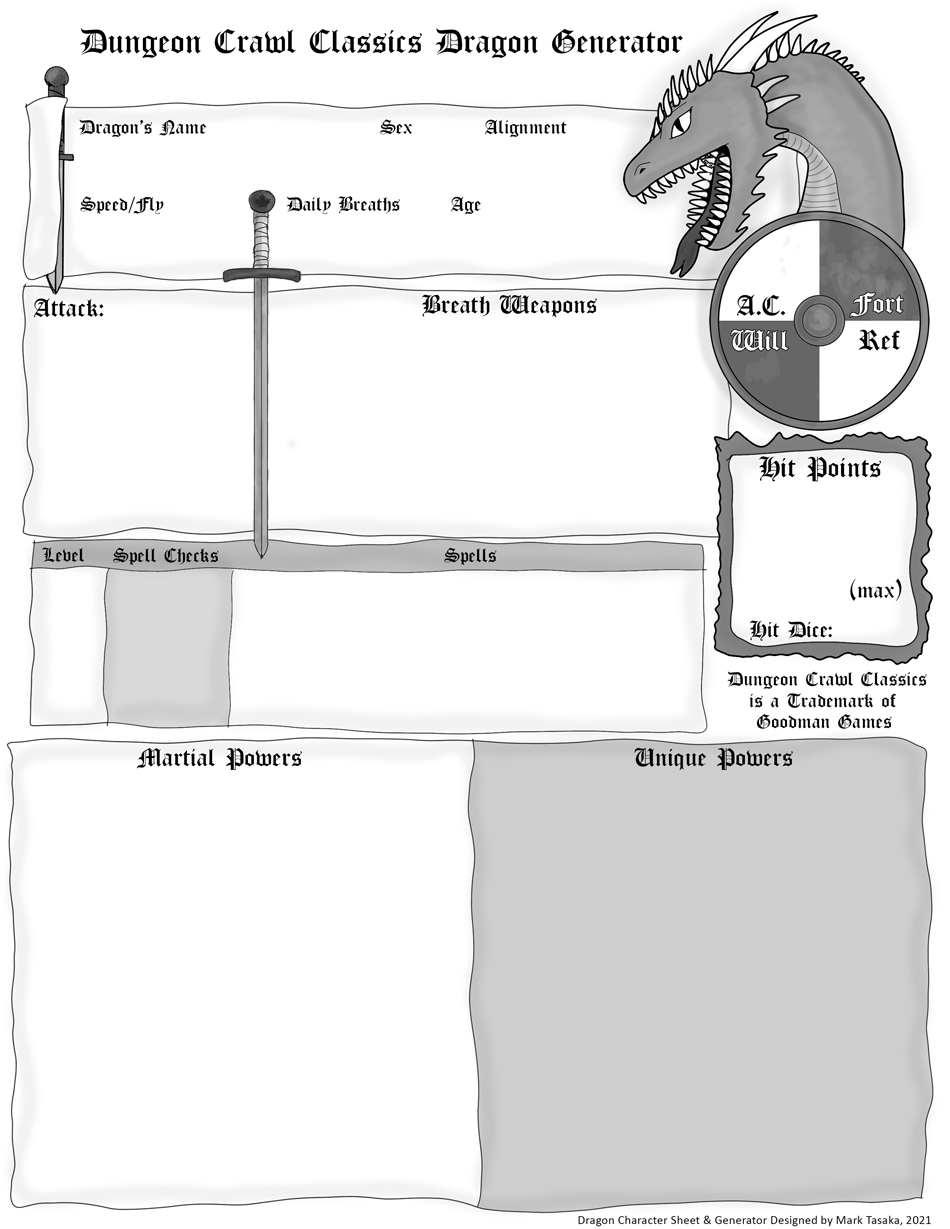 Dungeon Crawl Classics Dragon Generator
Dragon's Name Sex Alignment
Speed/Fly Daily Breaths Age
Attack: Breath Weapons
A.C. Fort
Will Ref
Hit Points
(max)
Hit Dice:
Level Spell Checks Spells
Dungeon Crawl Classics
is a Trademark of
Goodman Games
Martial Powers Unique Powers
Dragon Character Sheet & Generator Designed by Mark Tasaka, 2021